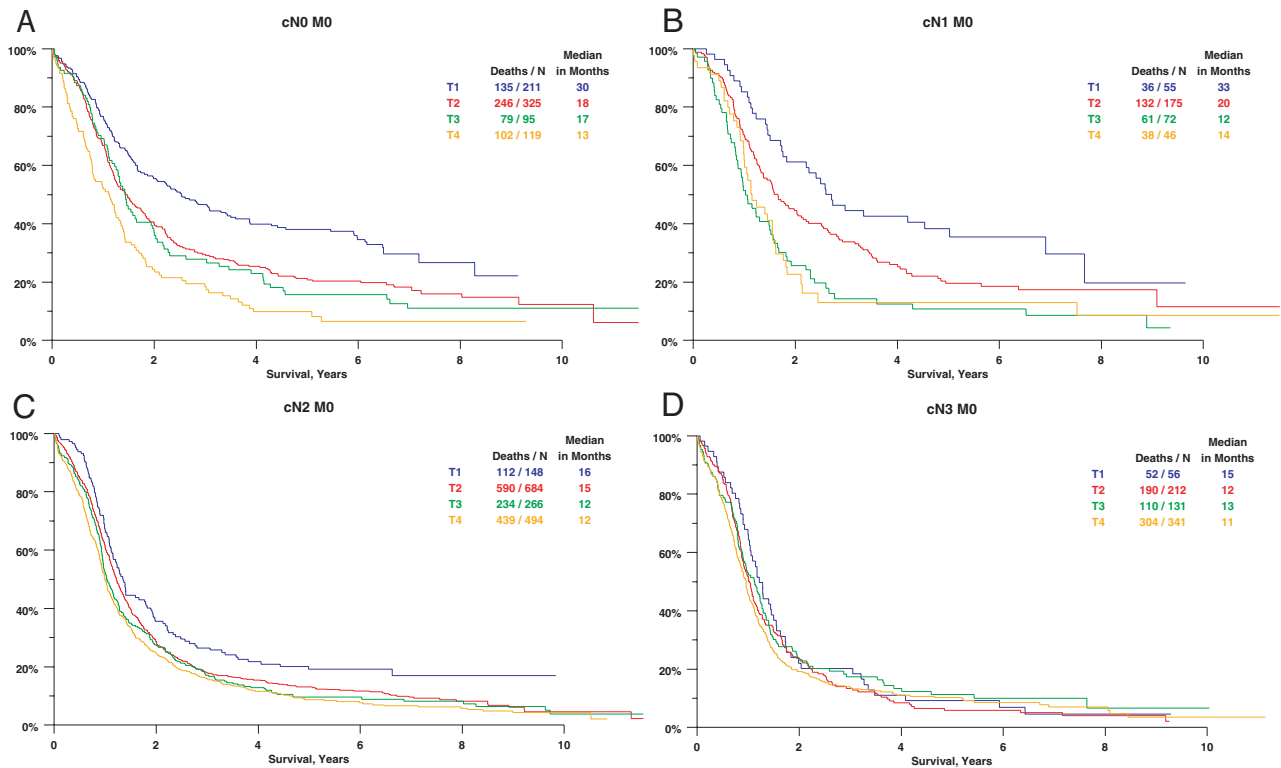 A
cN0 M0
Median
Deaths / N in Months
T1 135 / 211 30
T2 246 / 325 18
T3 79 / 95 17
T4 102 / 119 13
100%
80%
60%
40%
20%
0%
0 2 4 6 8 10
Survival, Years
B
cN1 M0
Median
Deaths / N in Months
T1 36 / 55 33
T2 132 / 175 20
T3 61 / 72 12
T4 38 / 46 14
100%
80%
60%
40%
20%
0%
0 2 4 6 8 10
Survival, Years
C
cN2 M0
Median
Deaths / N in Months
T1 112 / 148 16
T2 590 / 684 15
T3 234 / 266 12
T4 439 / 494 12
100%
80%
60%
40%
20%
0%
0 2 4 6 8 10
Survival, Years
D
cN3 M0
Median
Deaths / N in Months
T1 52 / 56 15
T2 190 / 212 12
T3 110 / 131 13
T4 304 / 341 11
100%
80%
60%
40%
20%
0%
0 2 4 6 8 10
Survival, Years